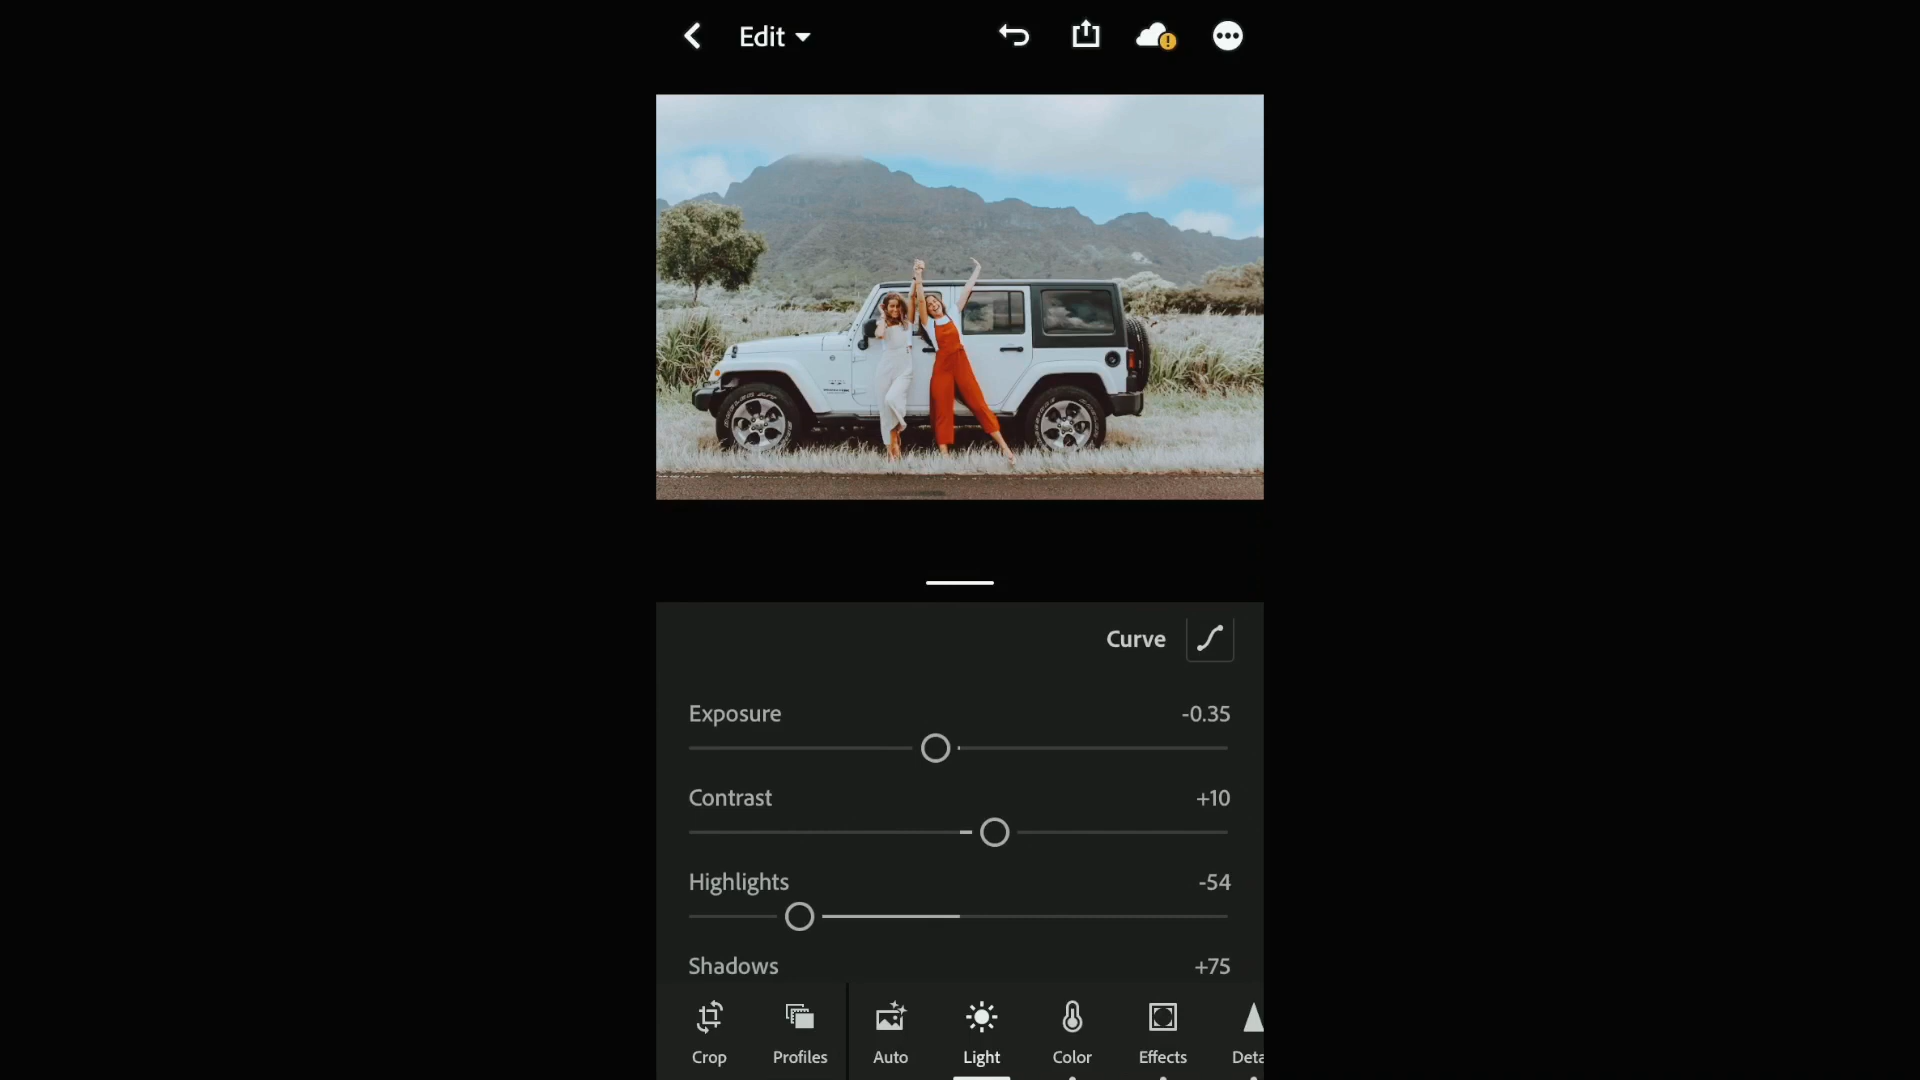 Edit
Curve
Exposure -0.35
Contrast +10
Highlights -54
Shadows +75
Crop Profiles Auto Light Color Effects Deta